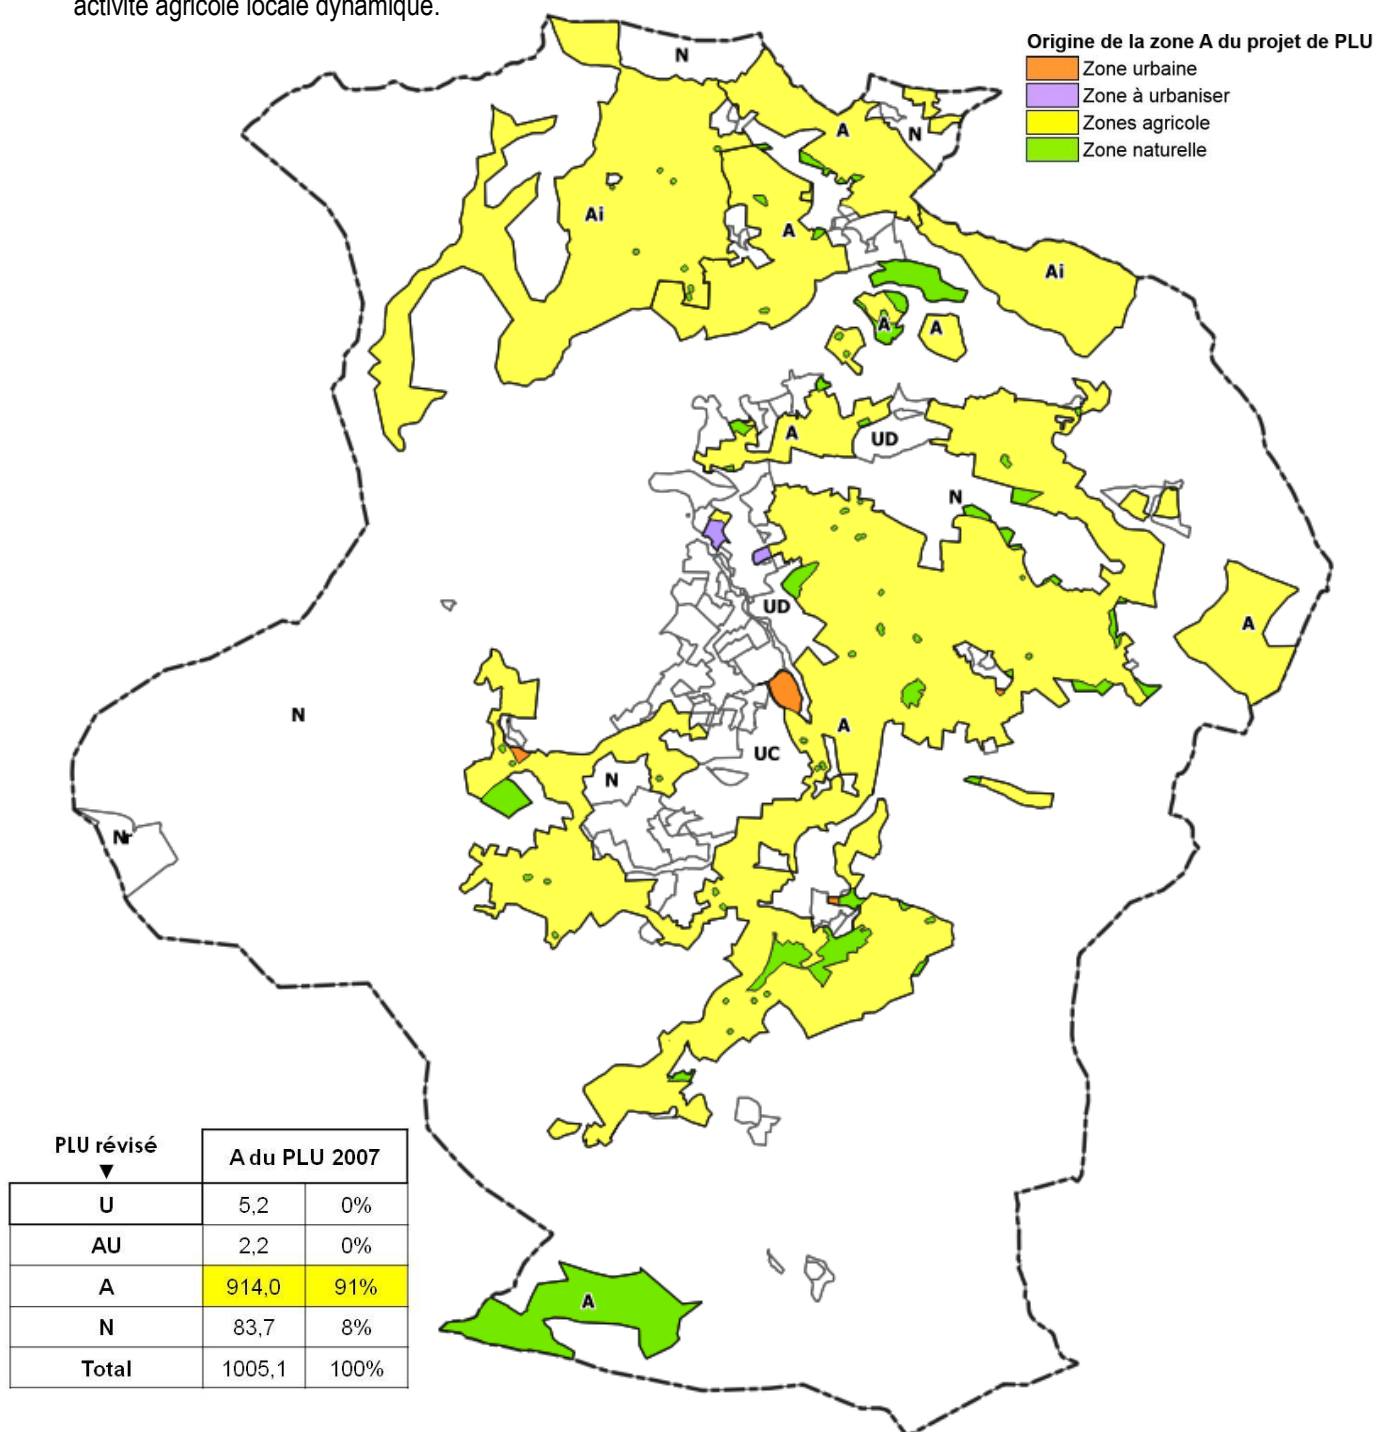 activité agricole locale dynamique.
Origine de la zone A du projet de PLU
Zone urbaine
Zone à urbaniser
Zones agricole
Zone naturelle
N
A
N
Ai
A
Ai
A
A
A
UD
N
UD
A
N
A
UC
N
Nr
PLU révisé
▼
A du PLU 2007
U 5,2 0%
AU 2,2 0%
A 914,0 91%
N 83,7 8%
Total 1005,1 100%
A